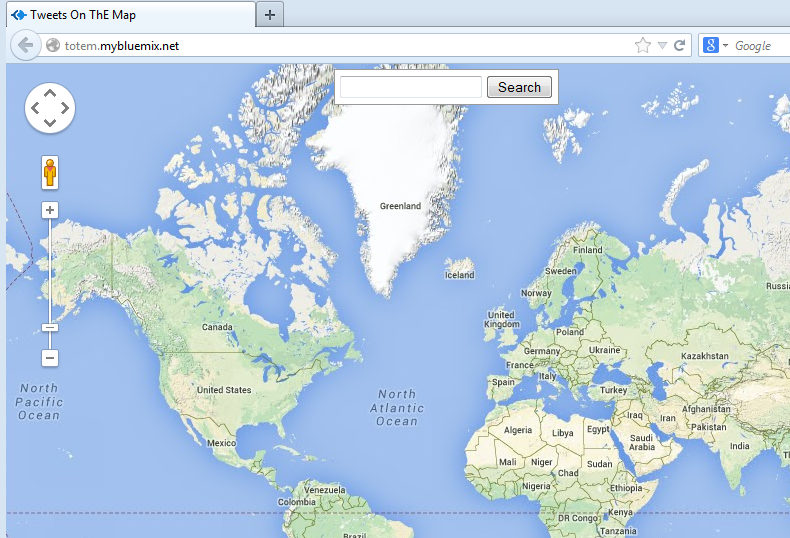 Tweets On ThE Map
totem.mybluemix.net
Google
Search
Greenland
Iceland
Finland
Sweden
Norway
Russia
United
Kingdom
Poland
Germany
Ukraine
Kazakhstan
France
Italy
Spain
Turkey
Canada
United States
Mexico
North
Pacific
Ocean
North
Atlantic
Ocean
Algeria
Libya
Egypt
Iraq
Iran
Afghanistan
Pakistan
Saudi
Arabia
India
Mali
Niger
Chad
Sudan
Nigeria
Ethiopia
Venezuela
Colombia
DR Congo
Kenya
Tanzania
Brazil